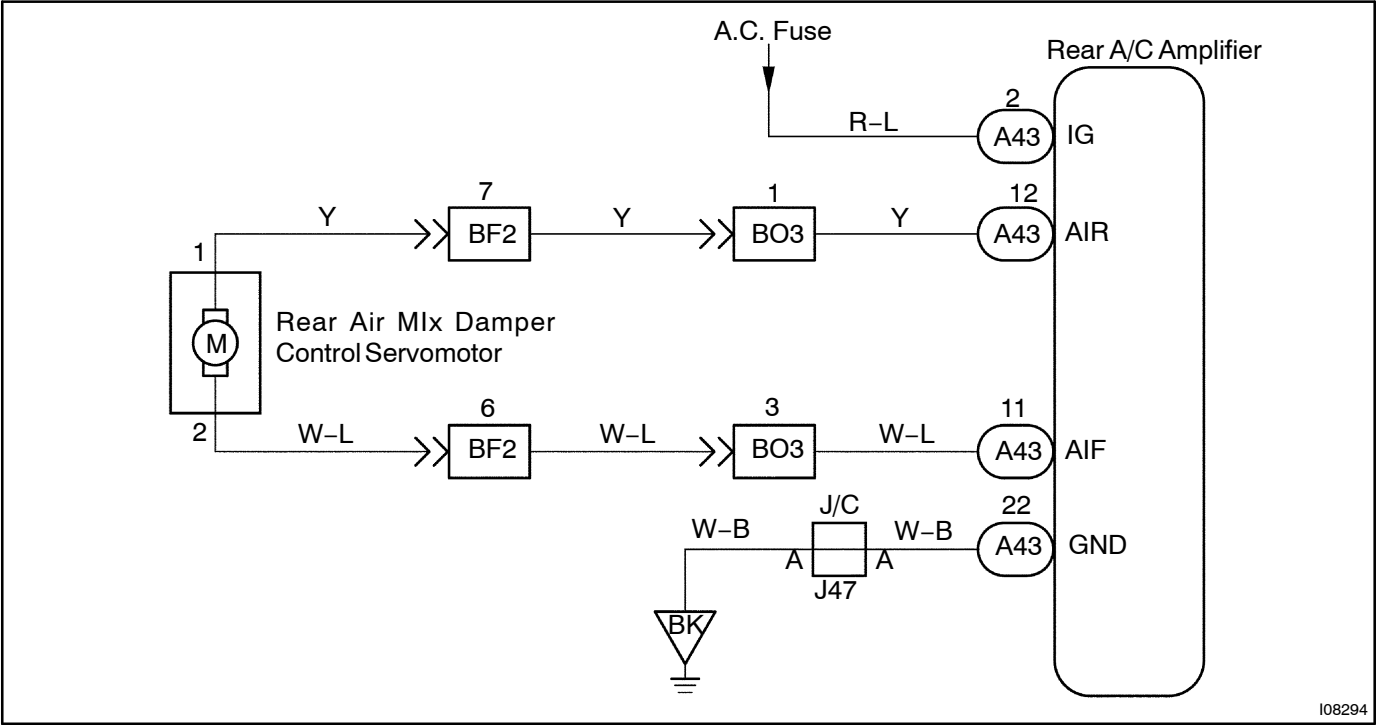 A.C. Fuse
Rear A/C Amplifier
2
R–L
A43
IG
7
1
12
Y
Y
Y
1
BF2
BO3
A43
AIR
M
Rear Air MIx Damper
Control Servomotor
6
3
11
2
W–L
W–L
W–L
BF2
BO3
A43
AIF
J/C
22
W–B
W–B
A43
GND
A
A
J47
BK
I08294